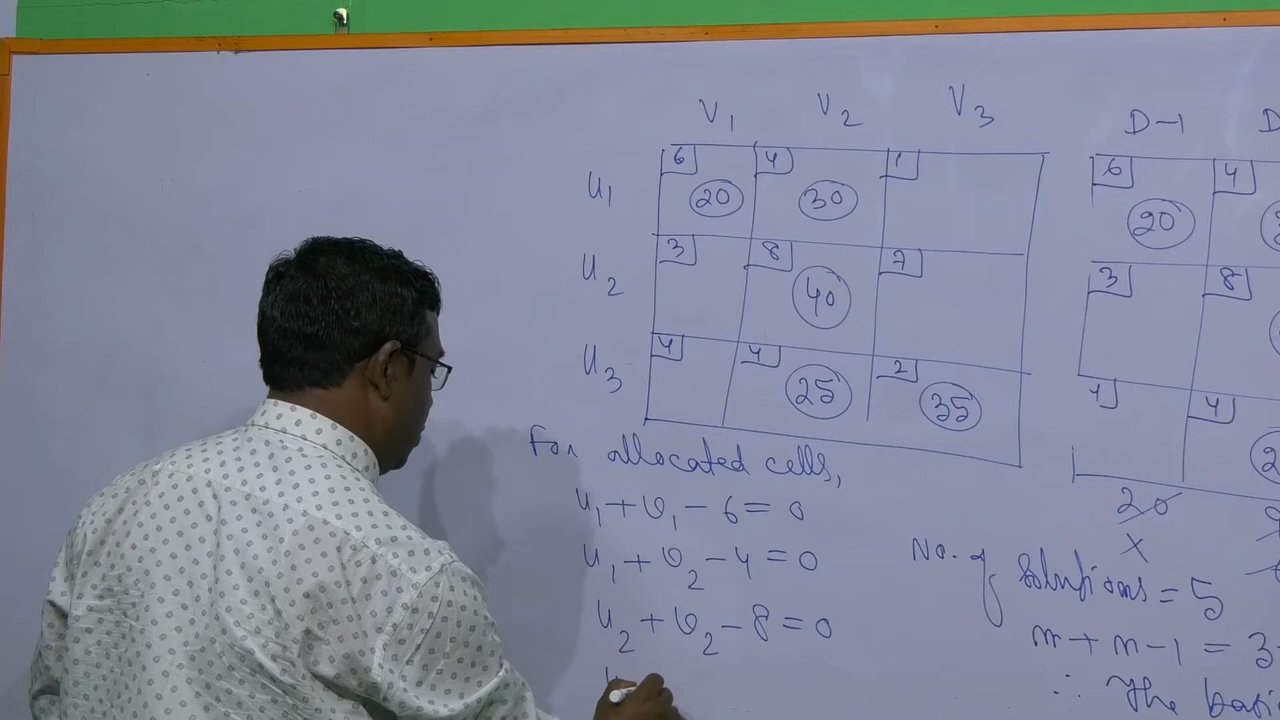 V1 V2 V3
U1 6 20 4 30 1
U2 3 8 40 7
U3 4 4 25 2 35
For allocated cells,
u1+v1-6=0
u1+v2-4=0
u2+v2-8=0
D-1
6 20 4
3 8
4 4
20
X
No. of Solutions = 5
m+n-1 = 3
∴ The basi